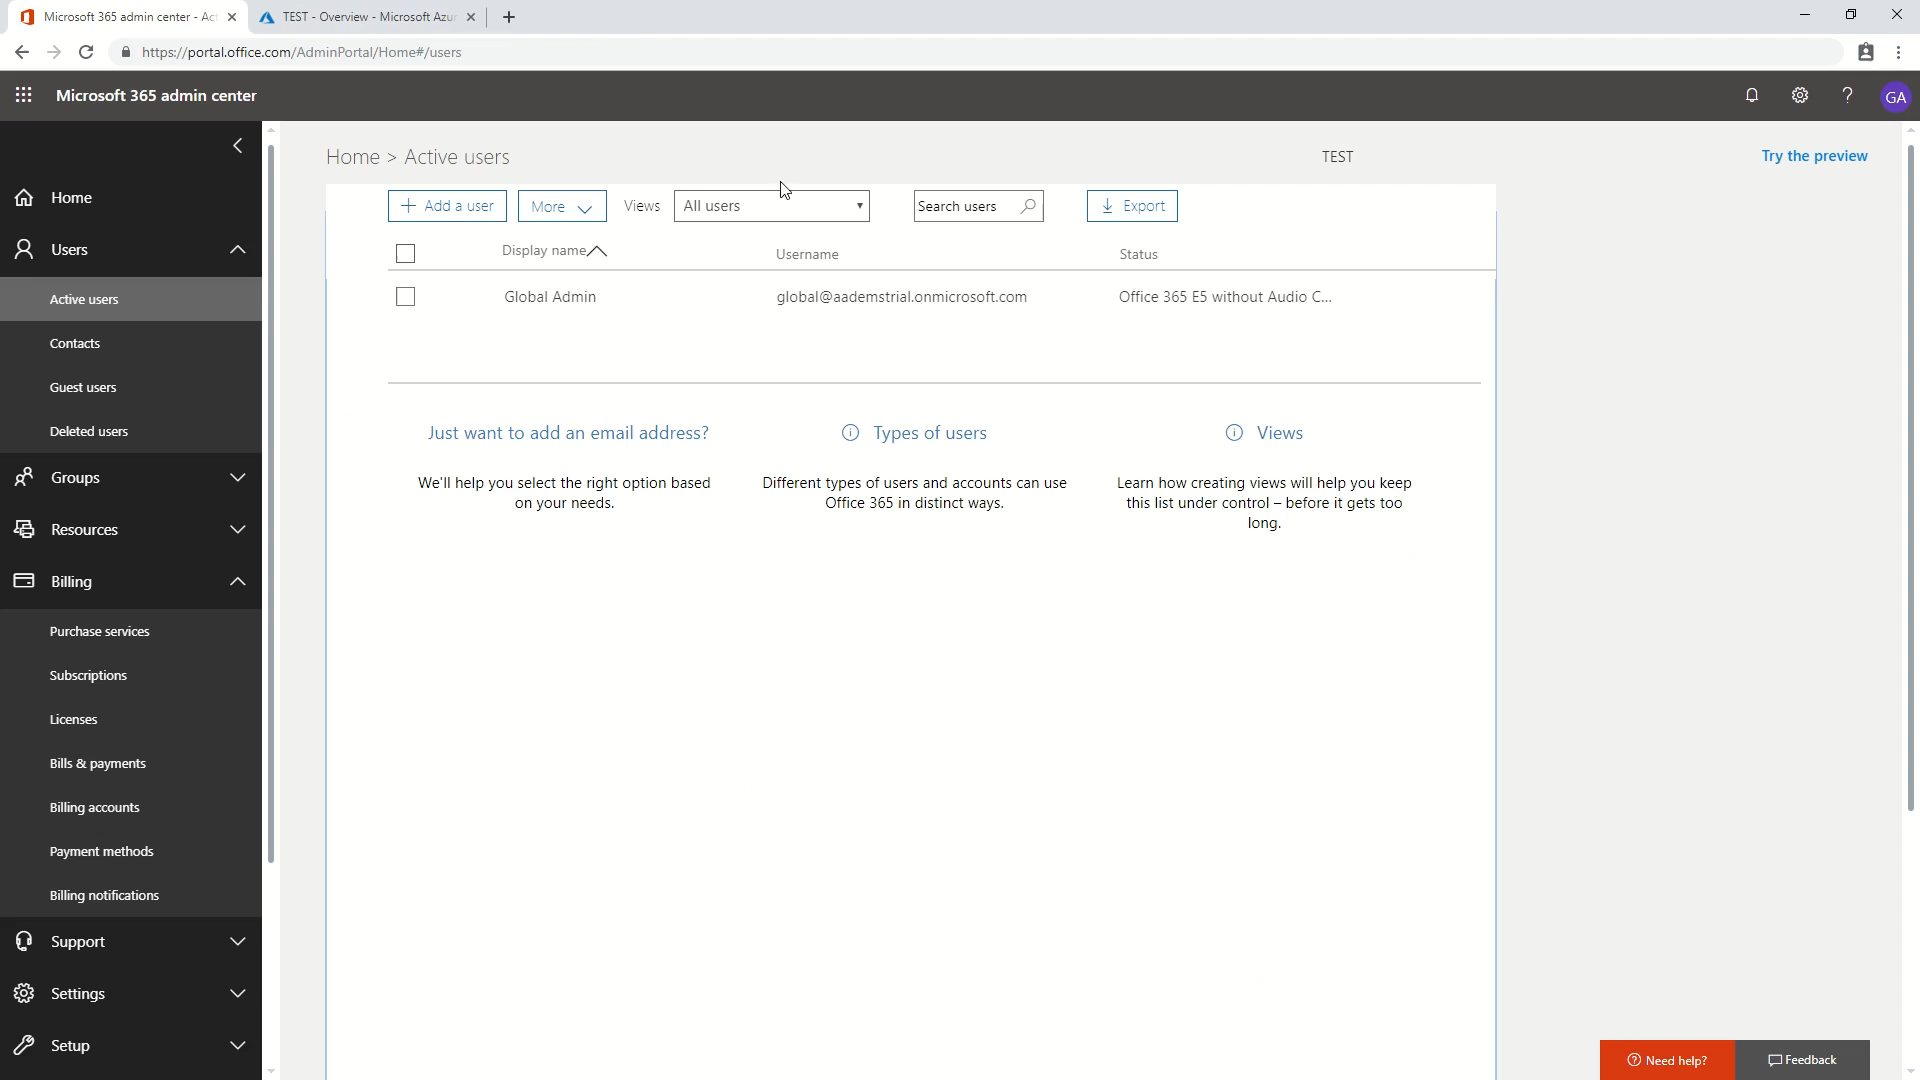 Microsoft 365 admin center - Act
TEST - Overview - Microsoft Azur
https://portal.office.com/AdminPortal/Home#/users
Microsoft 365 admin center
GA
Home
Users
Active users
Contacts
Guest users
Deleted users
Groups
Resources
Billing
Purchase services
Subscriptions
Licenses
Bills & payments
Billing accounts
Payment methods
Billing notifications
Support
Settings
Setup
Home > Active users
TEST
Try the preview
Add a user
More
Views
All users
Search users
Export
Display name
Username
Status
Global Admin
global@aademstrial.onmicrosoft.com
Office 365 E5 without Audio C...
Just want to add an email address?
We'll help you select the right option based
on your needs.
Types of users
Different types of users and accounts can use
Office 365 in distinct ways.
Views
Learn how creating views will help you keep
this list under control – before it gets too
long.
Need help?
Feedback